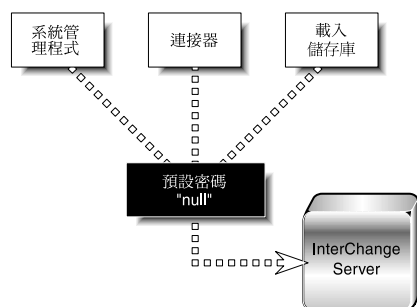 系統管
理程式
連接器
載入
儲存庫
預設密碼
"null"
InterChange
Server